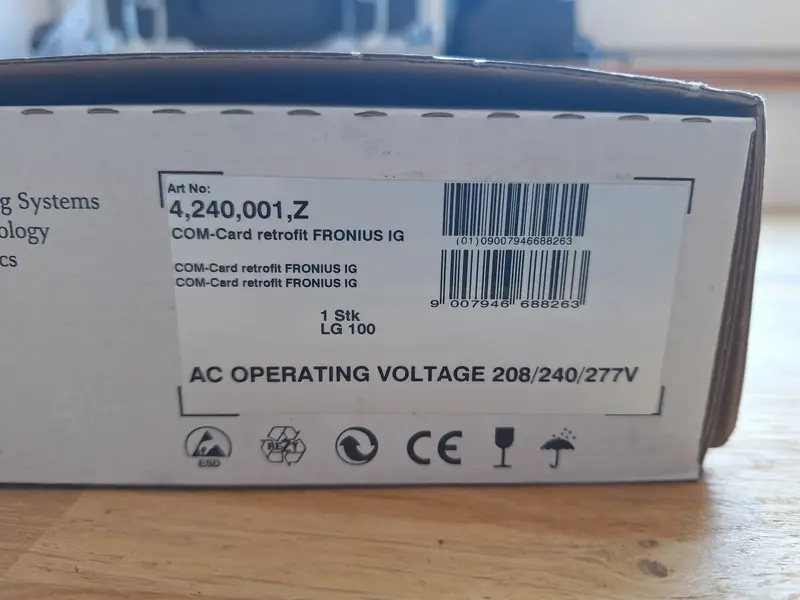 g Systems
ology
cs
Art No:
4,240,001,Z
COM-Card retrofit FRONIUS IG
COM-Card retrofit FRONIUS IG
COM-Card retrofit FRONIUS IG
1 Stk
LG 100
(01)09007946688263
9 007946 688263
AC OPERATING VOLTAGE 208/240/277V
ESD
REZY
CE